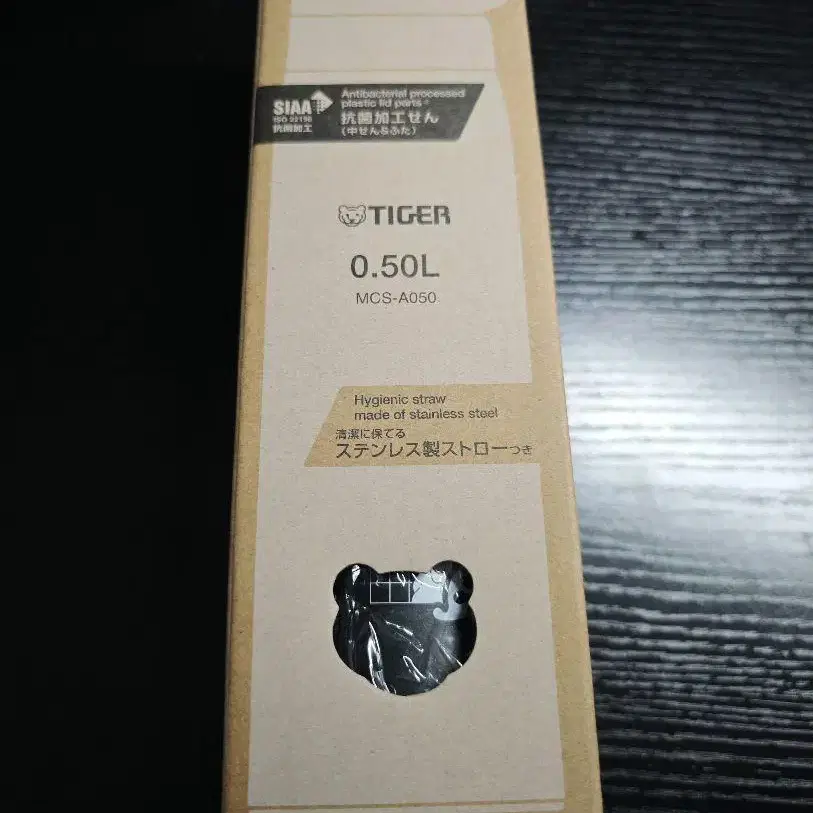 SIAA
ISO 22196
抗菌加工
Antibacterial processed
plastic lid parts
抗菌加工せん
(中せん&ふた)
TIGER
0.50L
MCS-A050
Hygienic straw
made of stainless steel
清潔に保てる
ステンレス製ストローつき